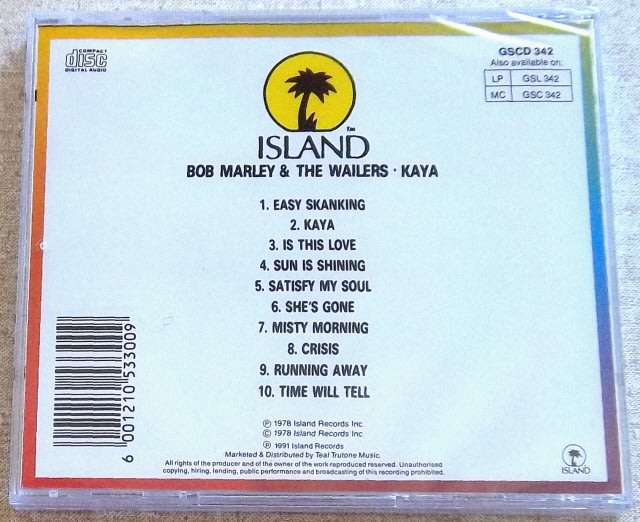 COMPACT
disc
DIGITAL AUDIO
GSCD 342
Also available on:
LP GSL 342
MC GSC 342
ISLAND
BOB MARLEY & THE WAILERS · KAYA
1. EASY SKANKING
2. KAYA
3. IS THIS LOVE
4. SUN IS SHINING
5. SATISFY MY SOUL
6. SHE'S GONE
7. MISTY MORNING
8. CRISIS
9. RUNNING AWAY
10. TIME WILL TELL
℗ 1978 Island Records Inc.
© 1978 Island Records Inc
℗ 1991 Island Records
Marketed & Distributed by Teal Trutone Music.
All rights of the producer and of the owner of the work reproduced reserved. Unauthorised
copying, hiring, lending, public performance and broadcasting of this recording prohibited.
6 001210 533009
ISLAND